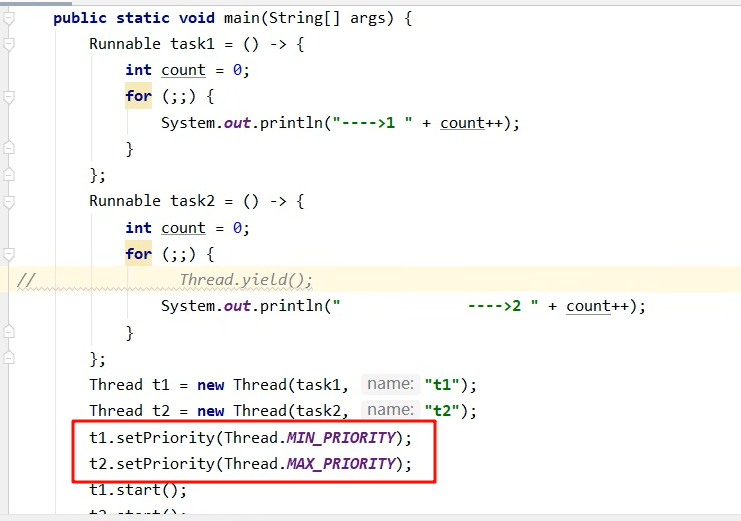 public static void main(String[] args) {
Runnable task1 = () -> {
int count = 0;
for (;;) {
System.out.println("---->1 " + count++);
}
};
Runnable task2 = () -> {
int count = 0;
for (;;) {
//                Thread.yield();
System.out.println("              ---->2 " + count++);
}
};
Thread t1 = new Thread(task1, name: "t1");
Thread t2 = new Thread(task2, name: "t2");
t1.setPriority(Thread.MIN_PRIORITY);
t2.setPriority(Thread.MAX_PRIORITY);
t1.start();
t2.start();